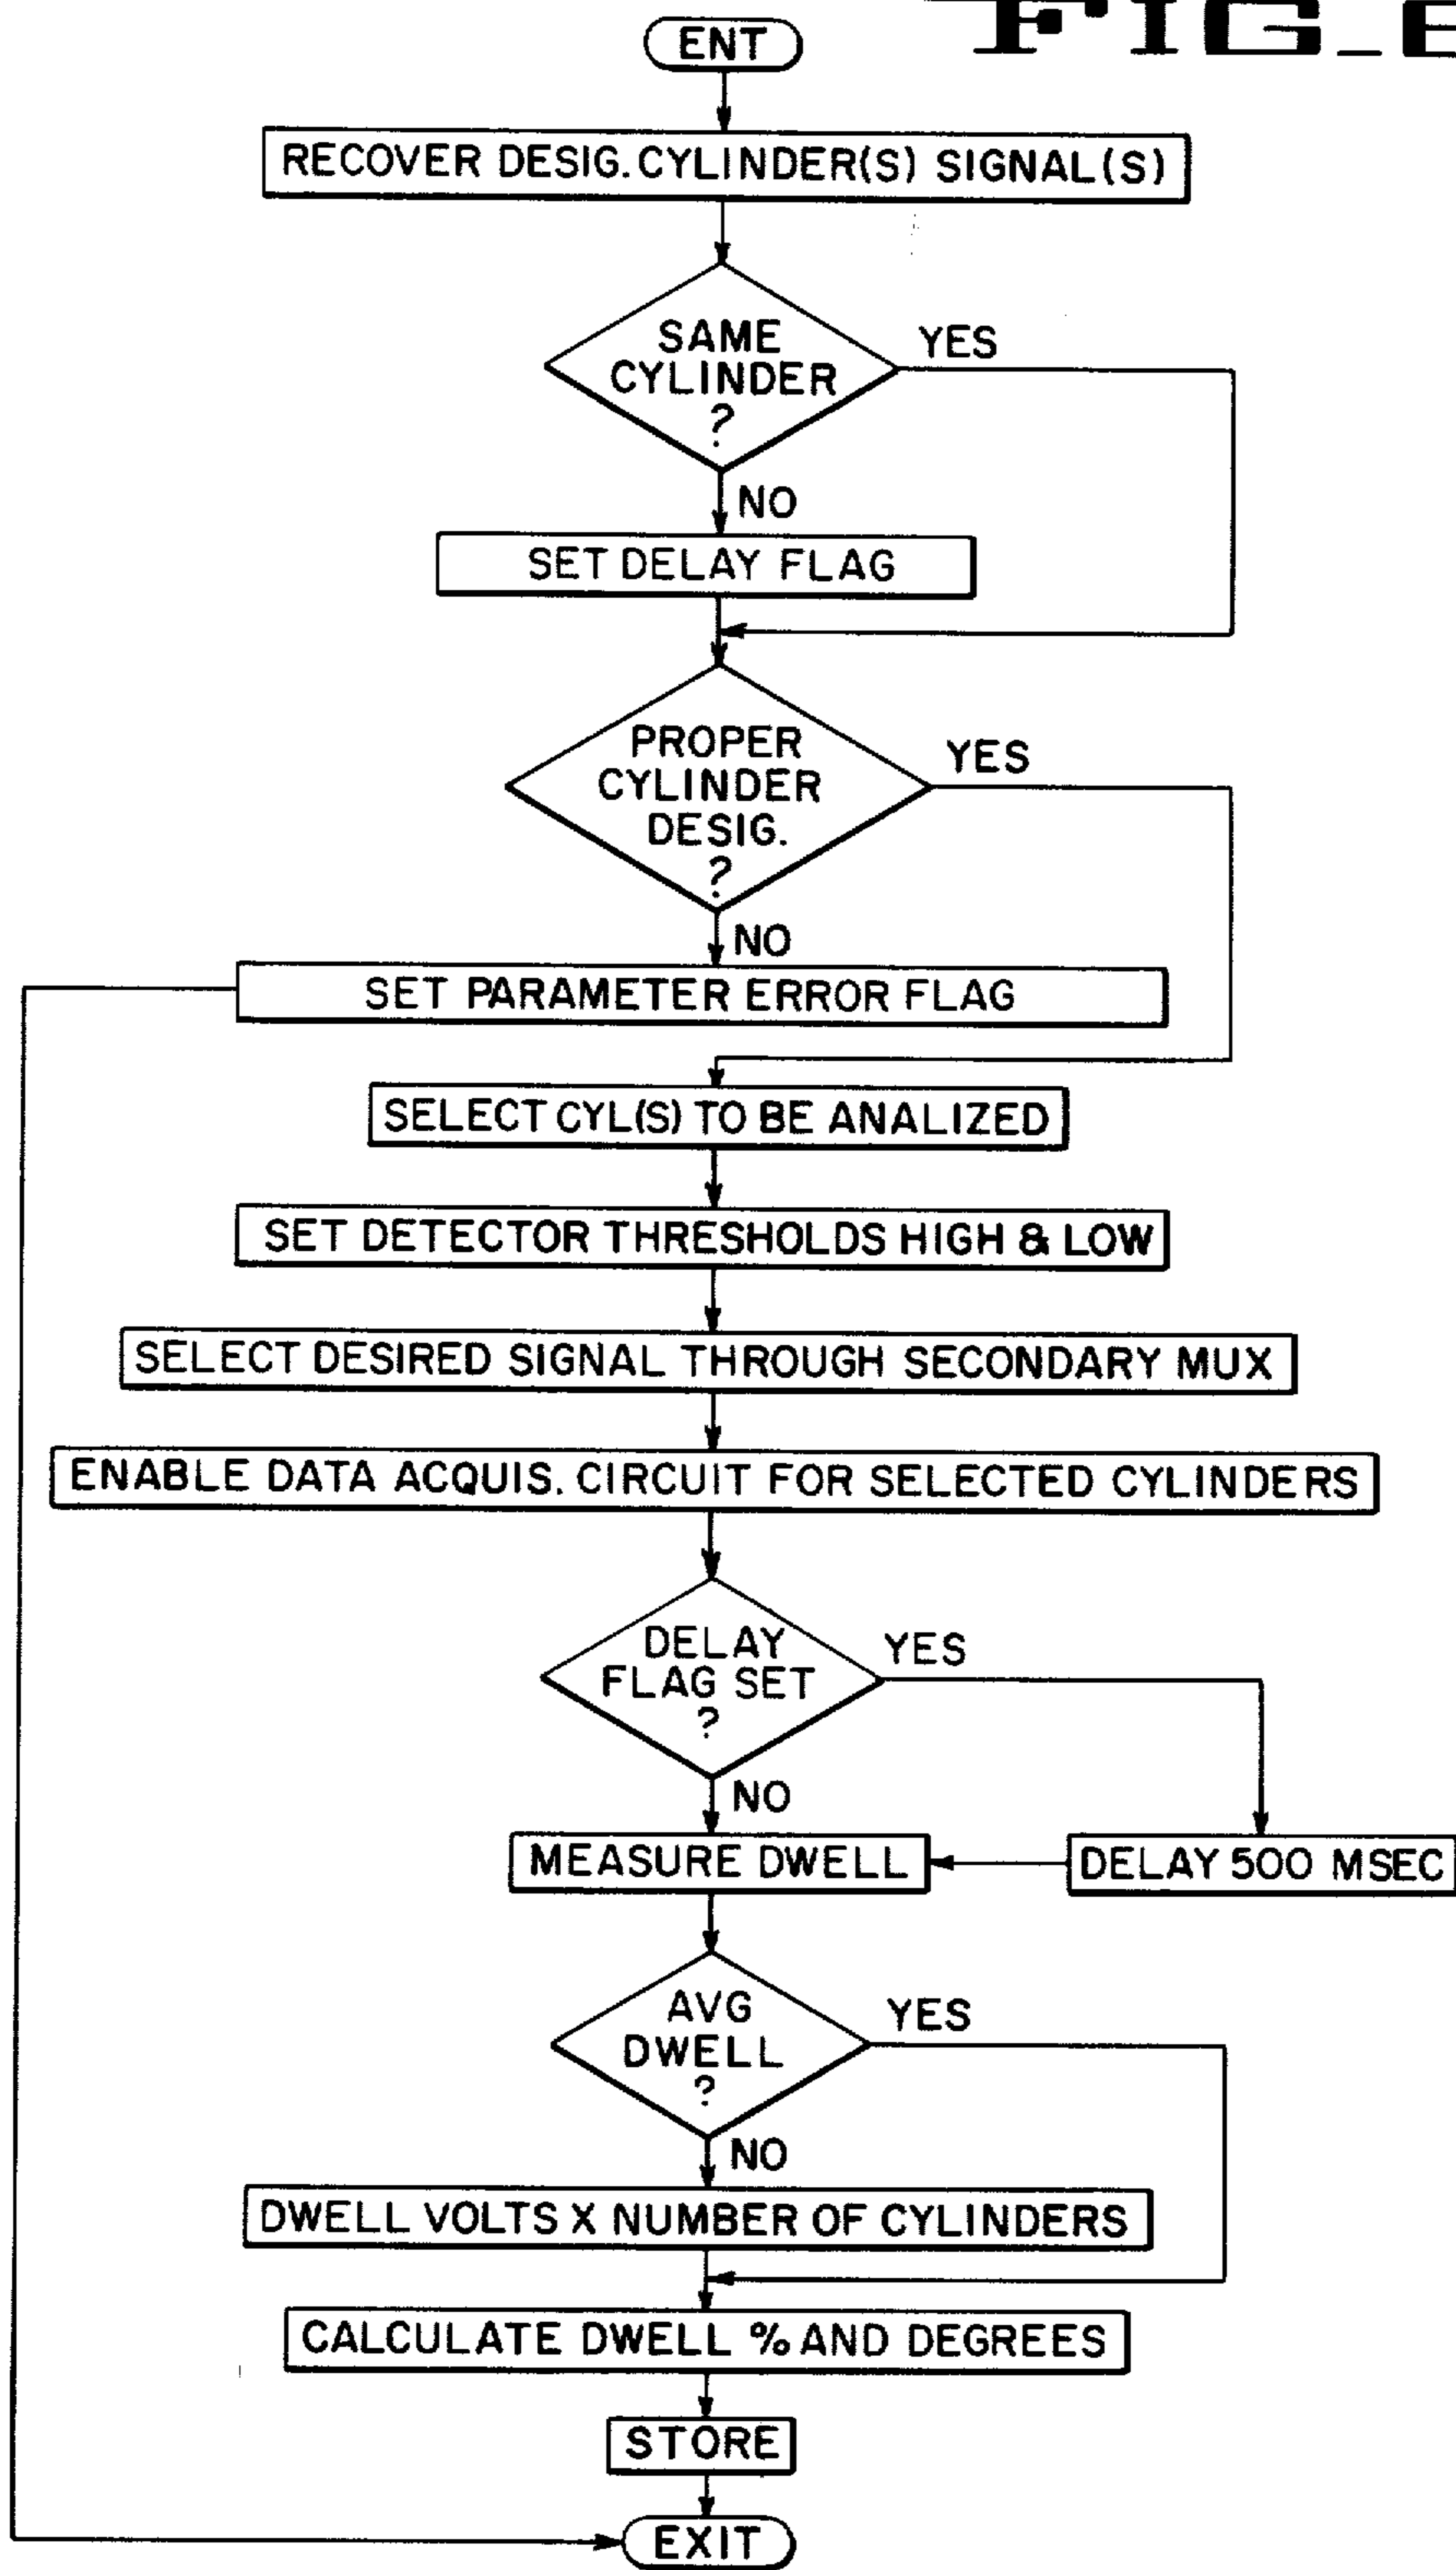 FIG_6
ENT
RECOVER DESIG. CYLINDER(S) SIGNAL(S)
SAME
CYLINDER
?
YES
NO
SET DELAY FLAG
PROPER
CYLINDER
DESIG.
?
YES
NO
SET PARAMETER ERROR FLAG
SELECT CYL(S) TO BE ANALIZED
SET DETECTOR THRESHOLDS HIGH & LOW
SELECT DESIRED SIGNAL THROUGH SECONDARY MUX
ENABLE DATA ACQUIS. CIRCUIT FOR SELECTED CYLINDERS
DELAY
FLAG SET
?
YES
NO
MEASURE DWELL
DELAY 500 MSEC
AVG
DWELL
?
YES
NO
DWELL VOLTS X NUMBER OF CYLINDERS
CALCULATE DWELL % AND DEGREES
STORE
EXIT